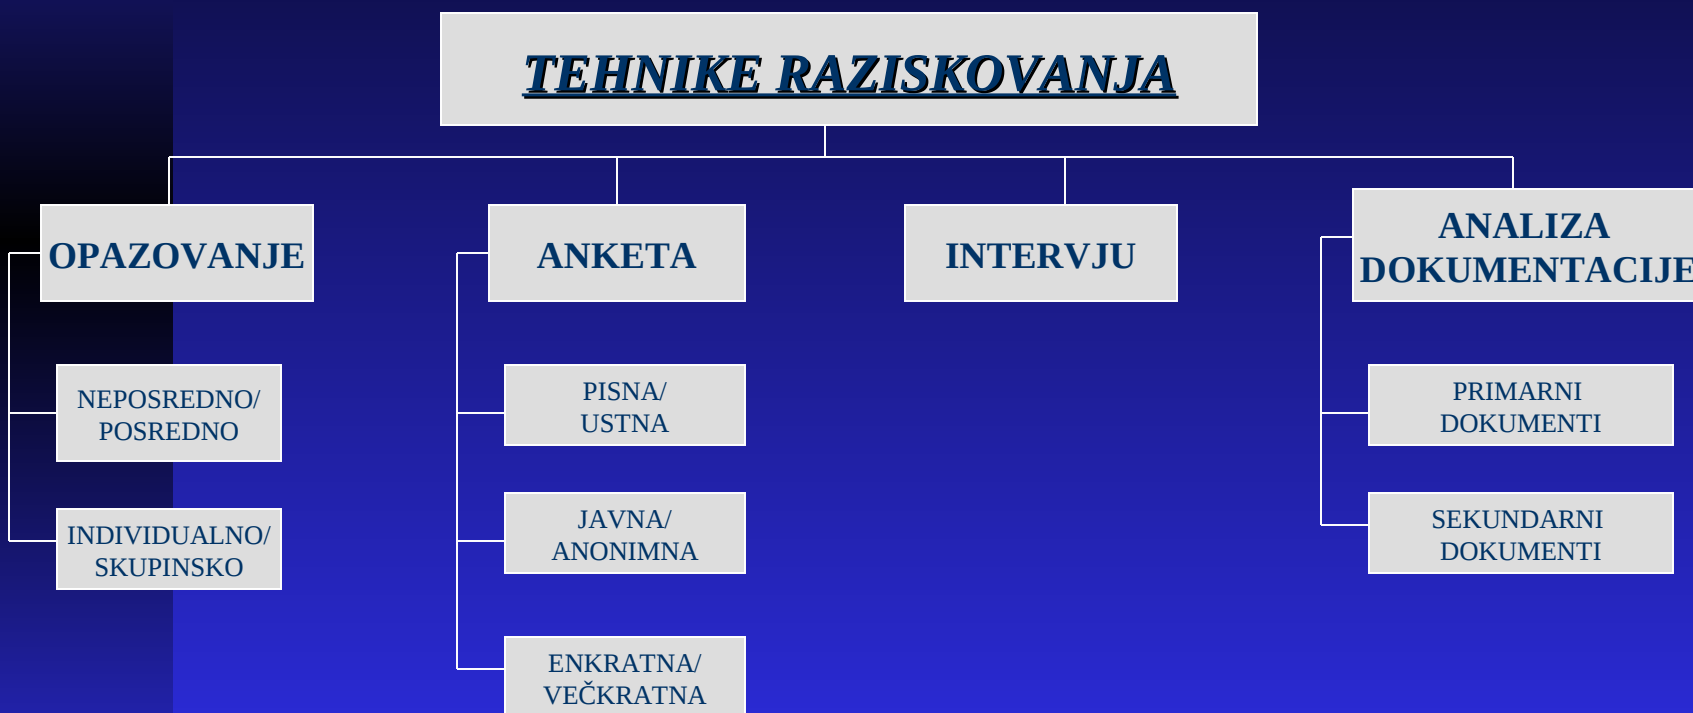 TEHNIKE RAZISKOVANJA
OPAZOVANJE
NEPOSREDNO/
POSREDNO
INDIVIDUALNO/
SKUPINSKO
ANKETA
PISNA/
USTNA
JAVNA/
ANONIMNA
ENKRATNA/
VEČKRATNA
INTERVJU
ANALIZA
DOKUMENTACIJE
PRIMARNI
DOKUMENTI
SEKUNDARNI
DOKUMENTI